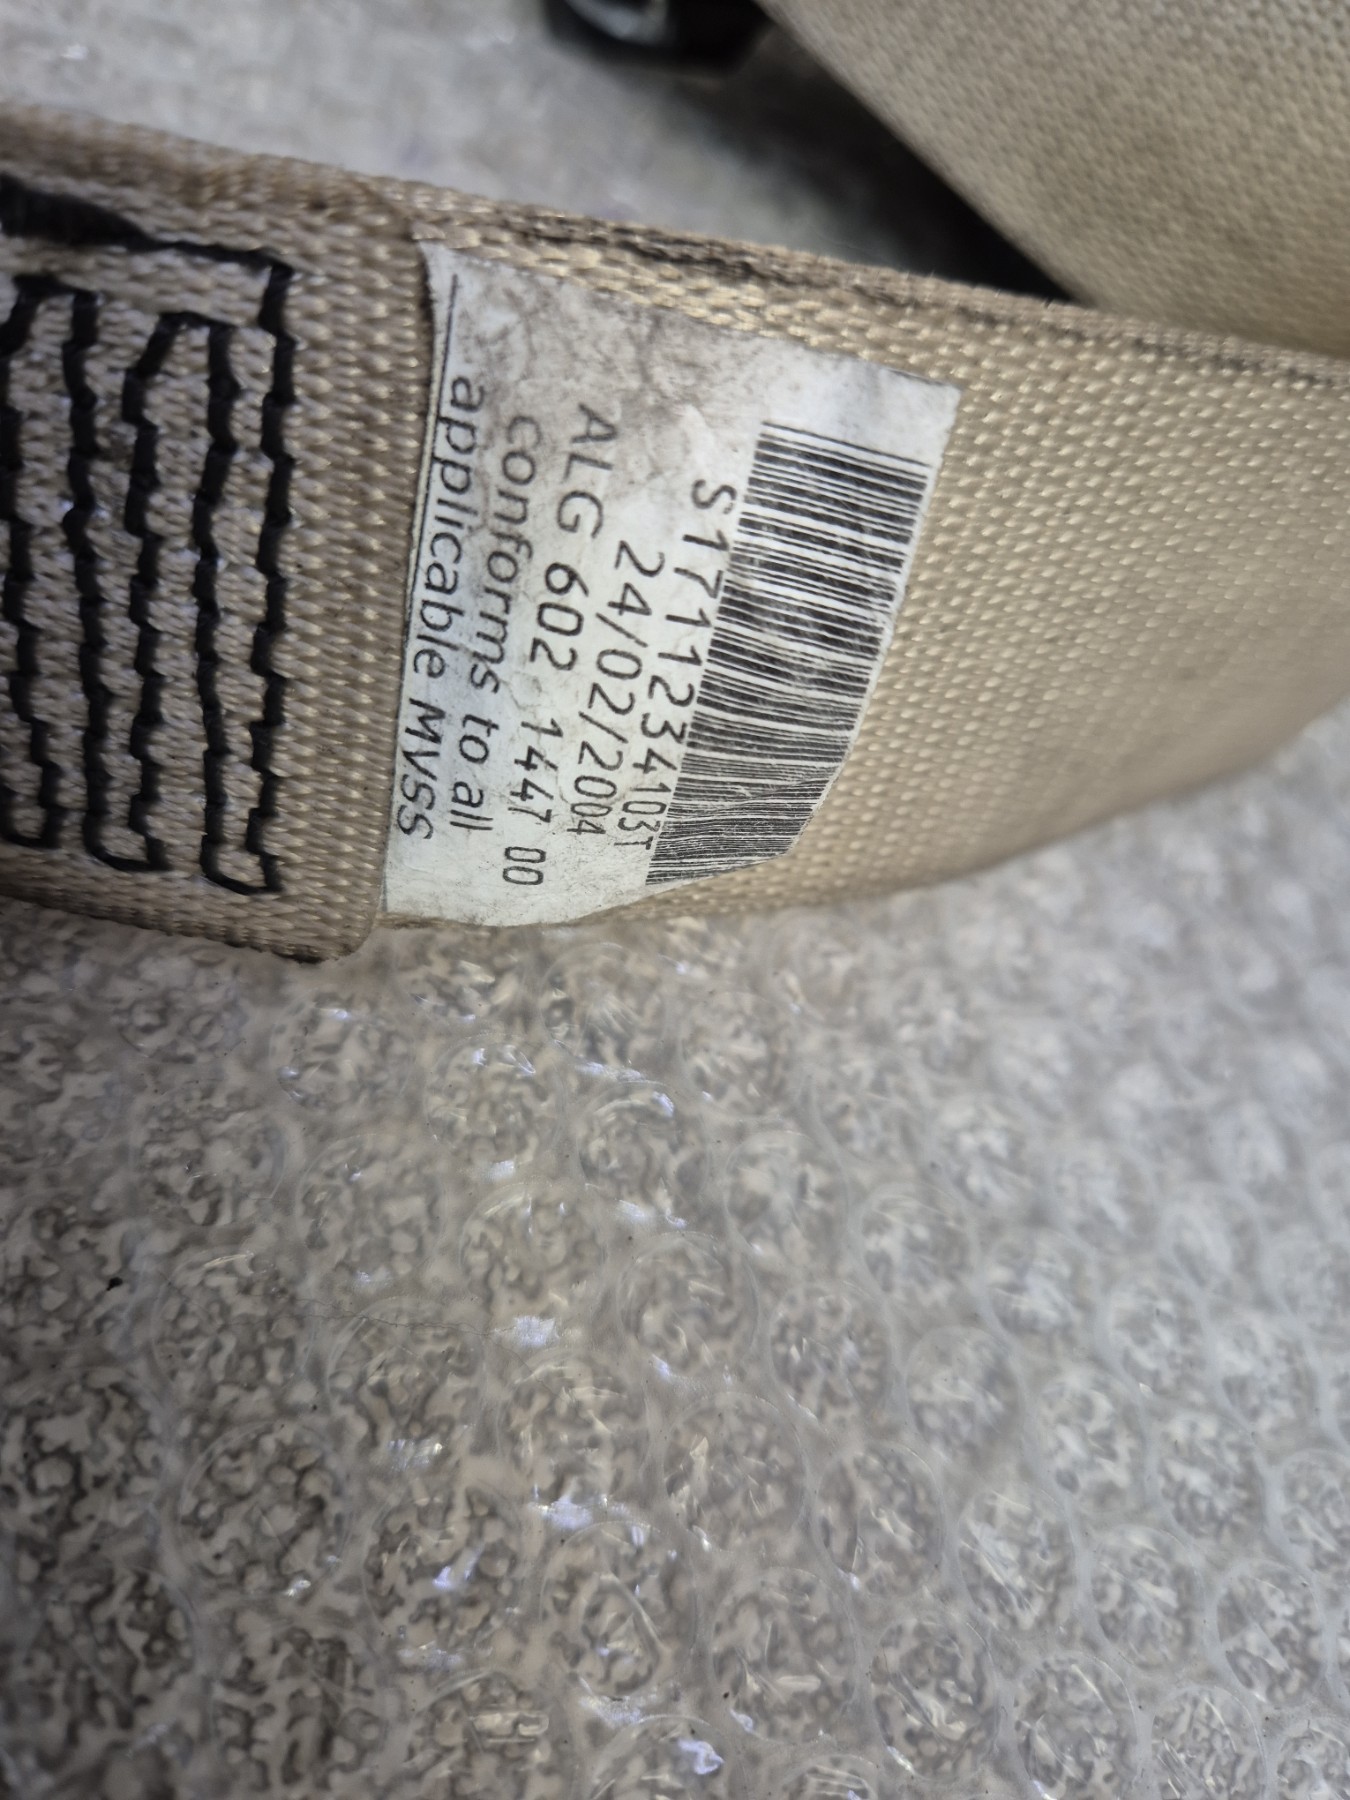 S1711234103T
24/02/2004
ALG 602 1447 00
conforms to all
applicable MVSS